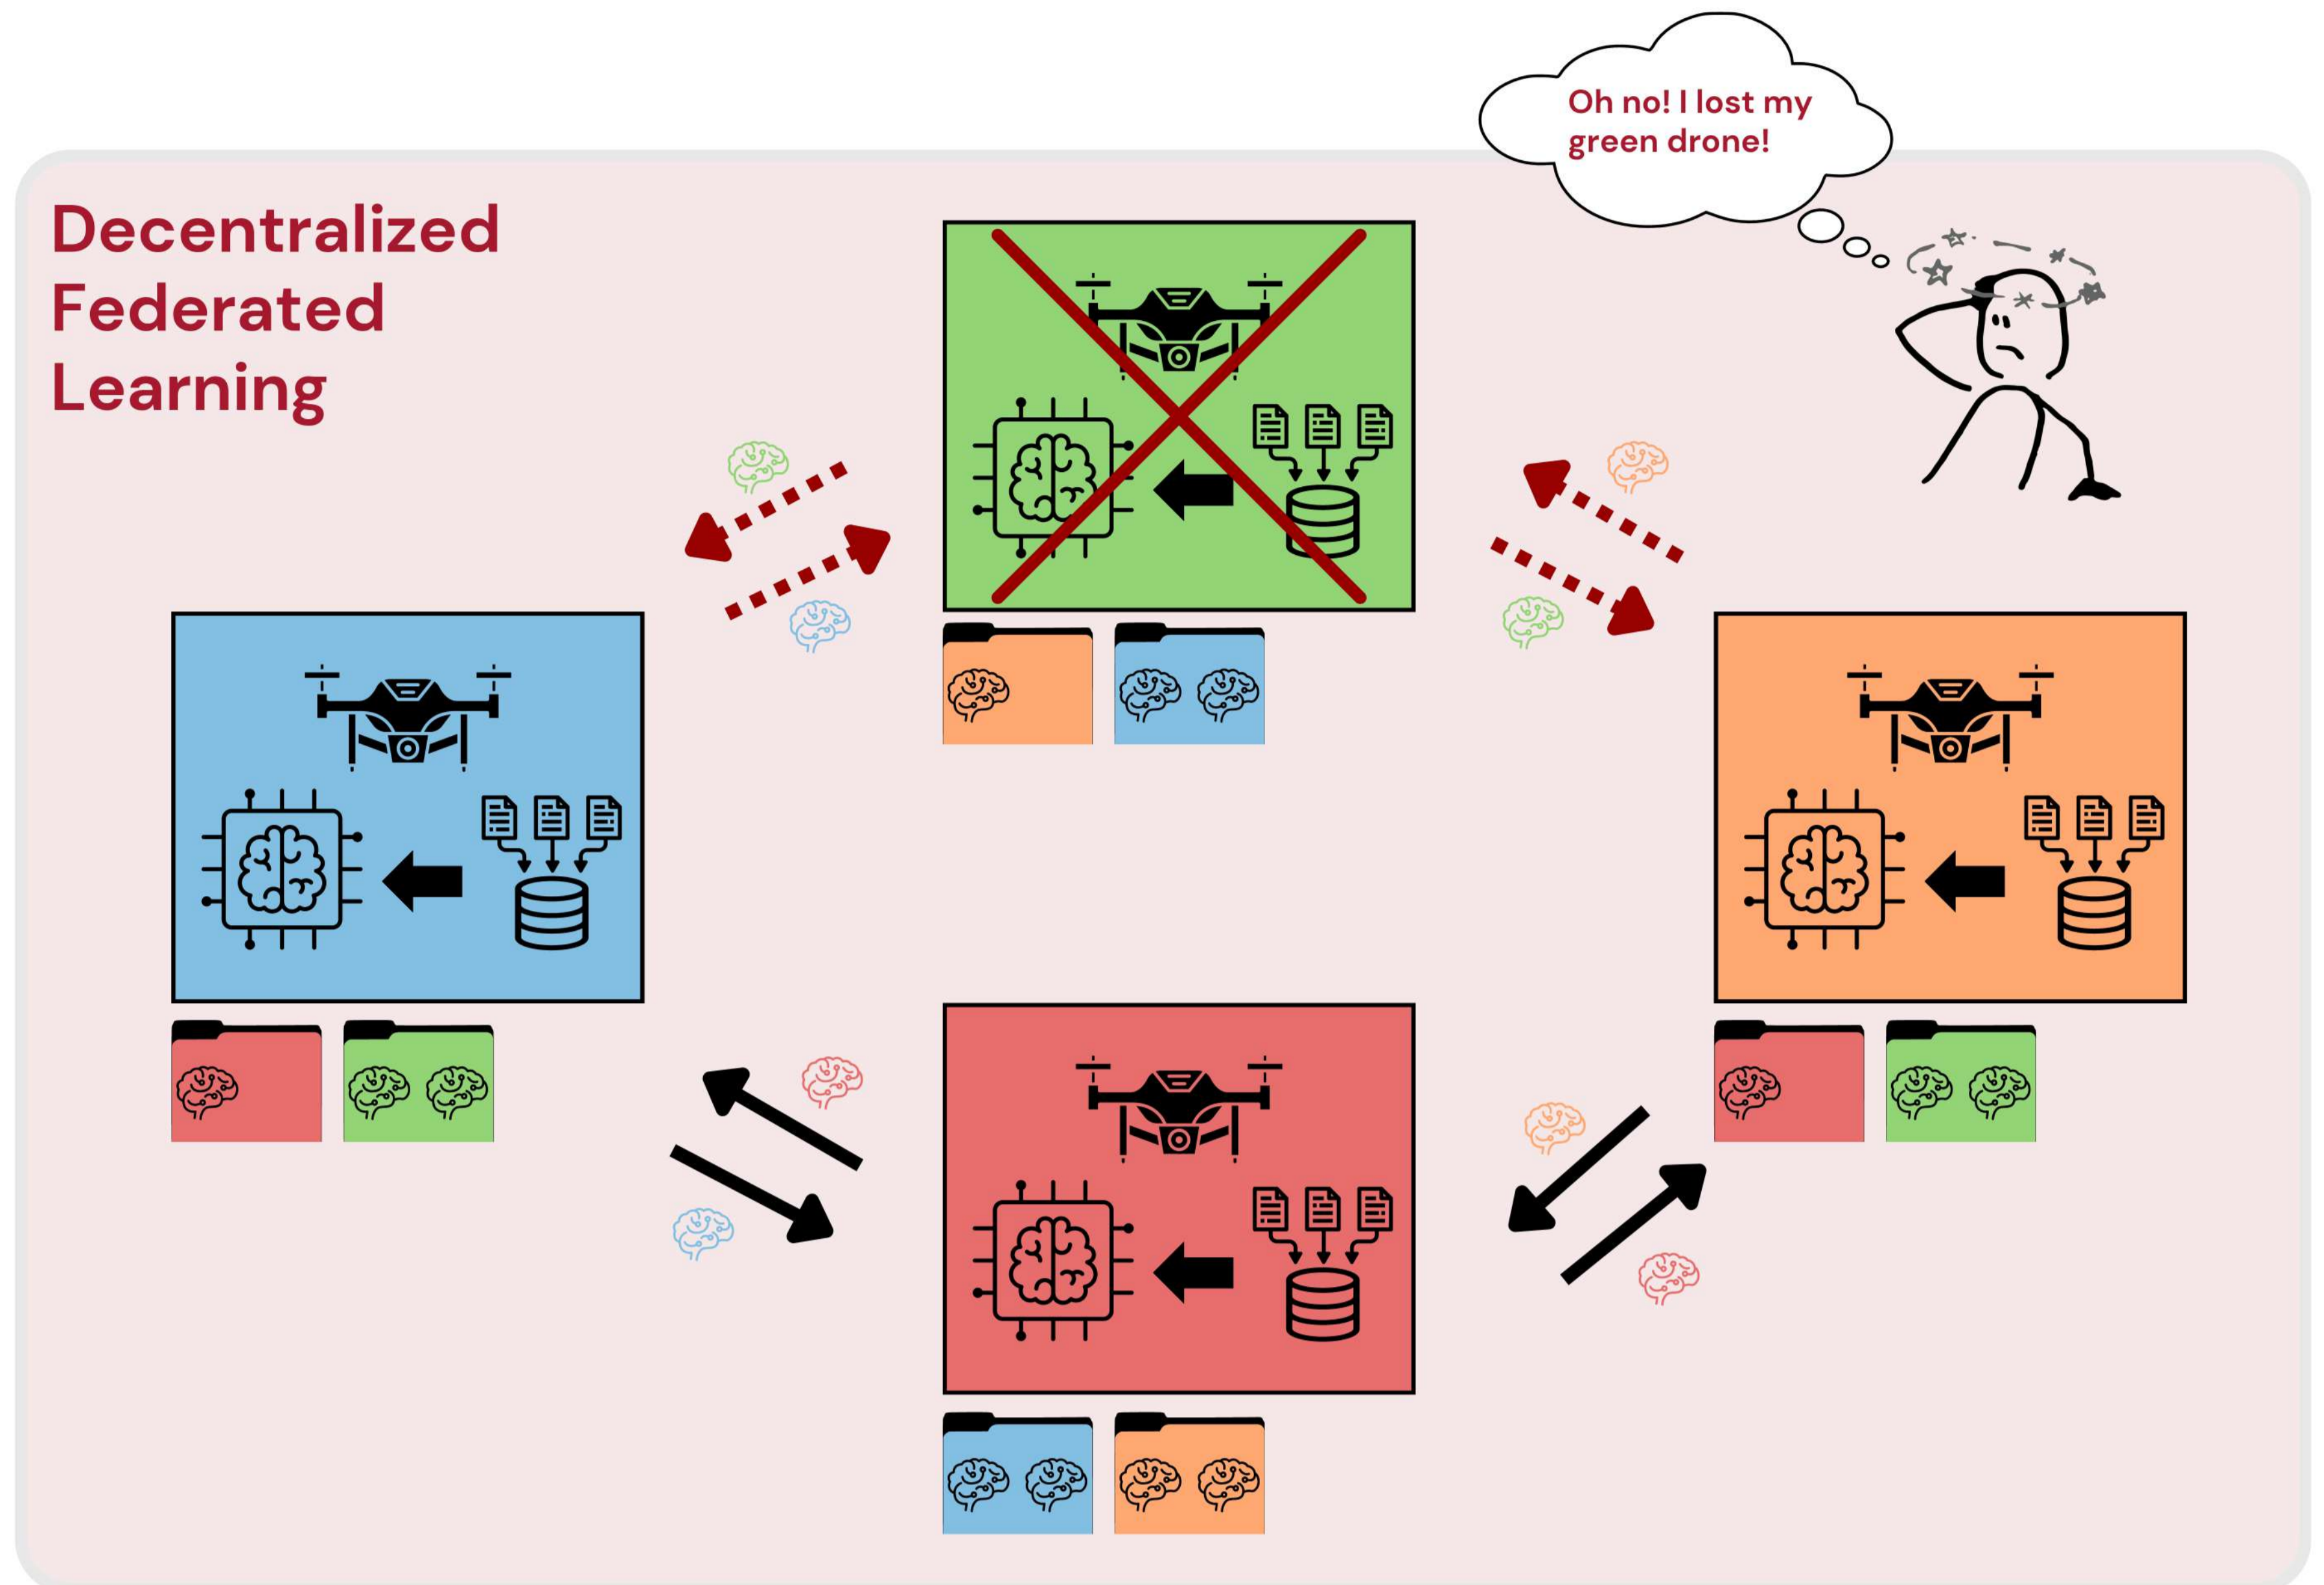 Oh no! I lost my
green drone!
Decentralized
Federated
Learning